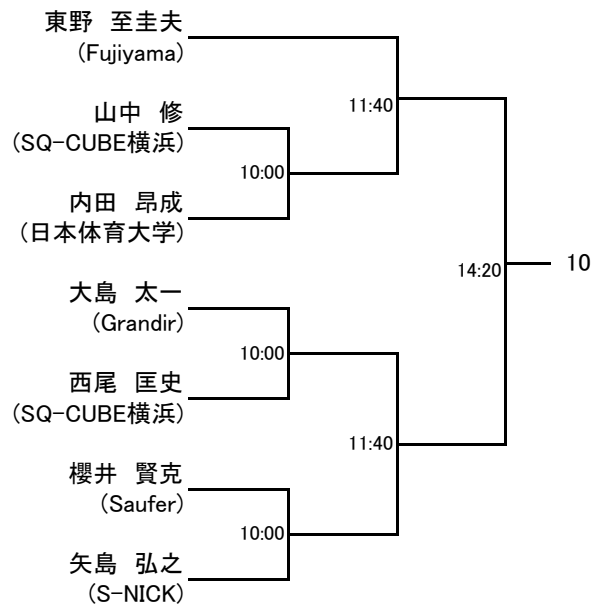 東野　至圭夫
(Fujiyama)
11:40
山中　修
(SQ-CUBE横浜)
10:00
内田　昂成
(日本体育大学)
14:20
10
大島　太一
(Grandir)
10:00
西尾　匡史
(SQ-CUBE横浜)
11:40
櫻井　賢克
(Saufer)
10:00
矢島　弘之
(S-NICK)